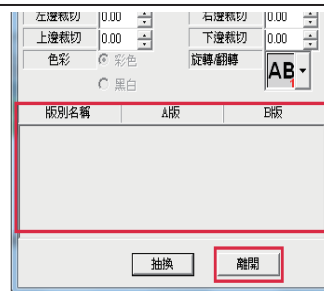 左邊裁切 0.00 右邊裁切 0.00
上邊裁切 0.00 下邊裁切 0.00
色彩 彩色 旋轉/翻轉
黑白 AB 1
版別名稱 A版 B版
抽換 離開